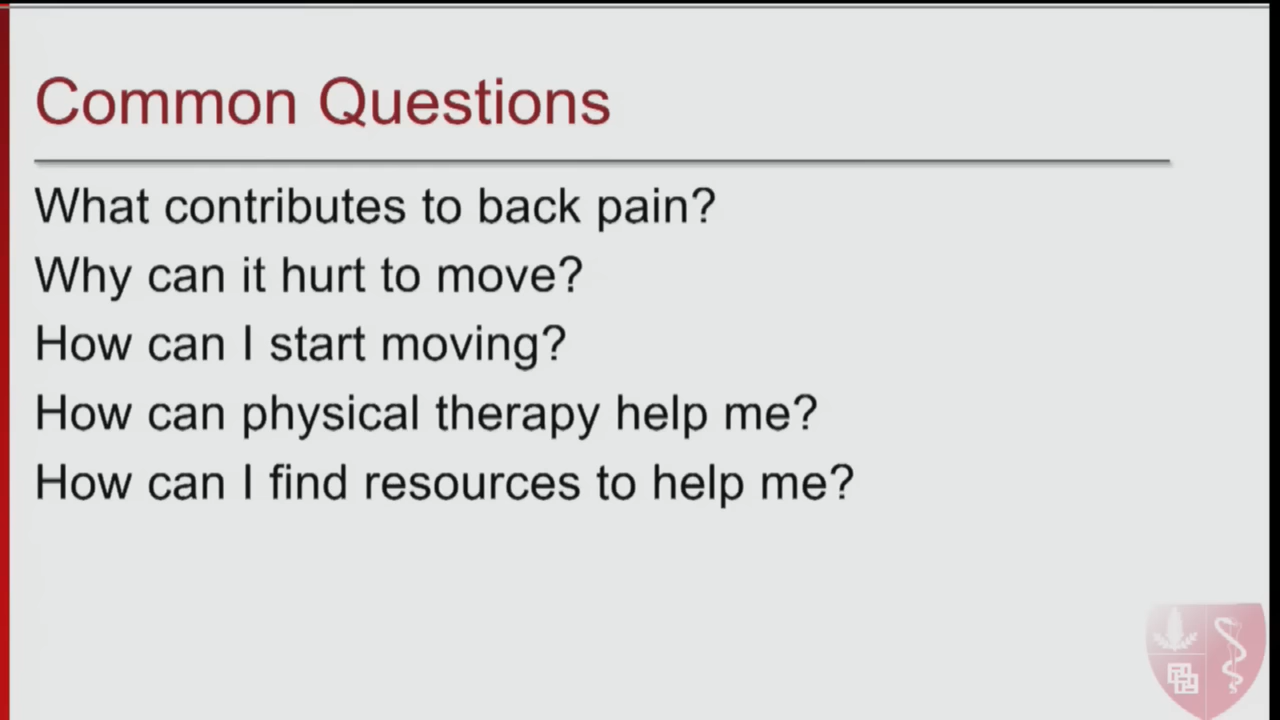 Common Questions
What contributes to back pain?
Why can it hurt to move?
How can I start moving?
How can physical therapy help me?
How can I find resources to help me?